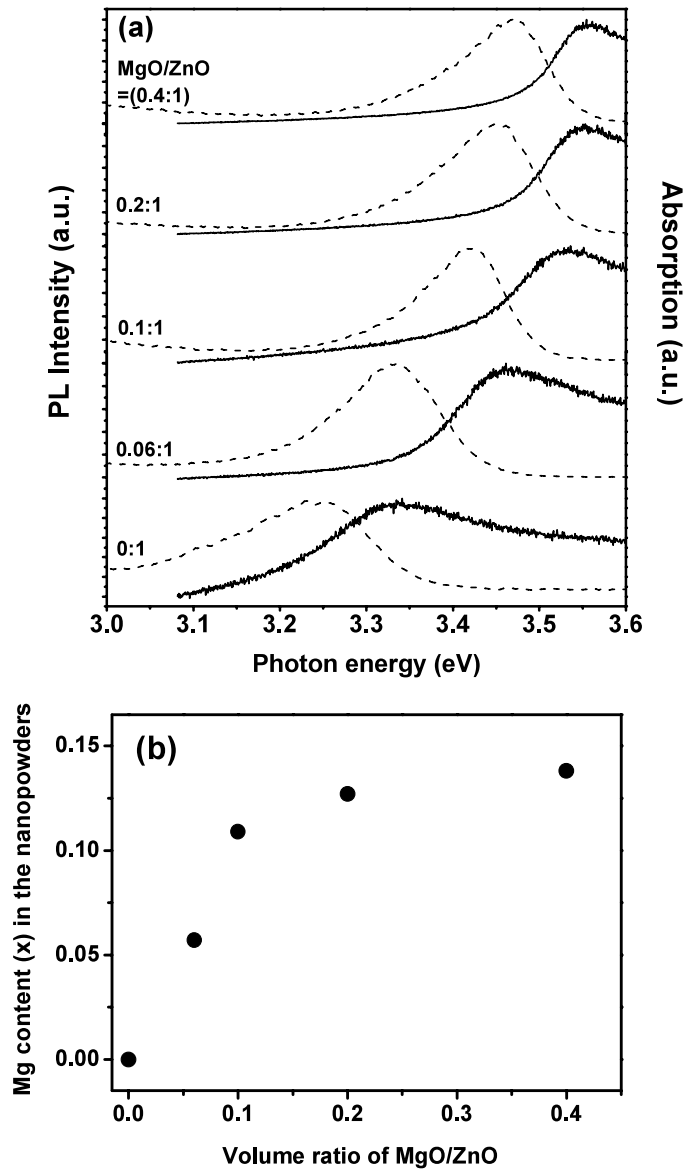 (a)
MgO/ZnO
=(0.4:1)
0.2:1
0.1:1
0.06:1
0:1
PL Intensity (a.u.)
Absorption (a.u.)
3.0 3.1 3.2 3.3 3.4 3.5 3.6
Photon energy (eV)
(b)
0.15
0.10
0.05
0.00
Mg content (x) in the nanopowders
0.0 0.1 0.2 0.3 0.4
Volume ratio of MgO/ZnO